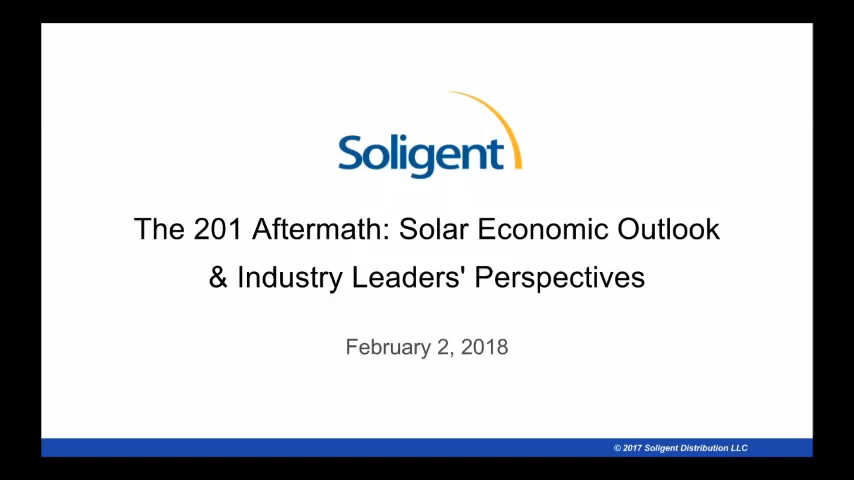 Soligent
The 201 Aftermath: Solar Economic Outlook
& Industry Leaders' Perspectives
February 2, 2018
© 2017 Soligent Distribution LLC